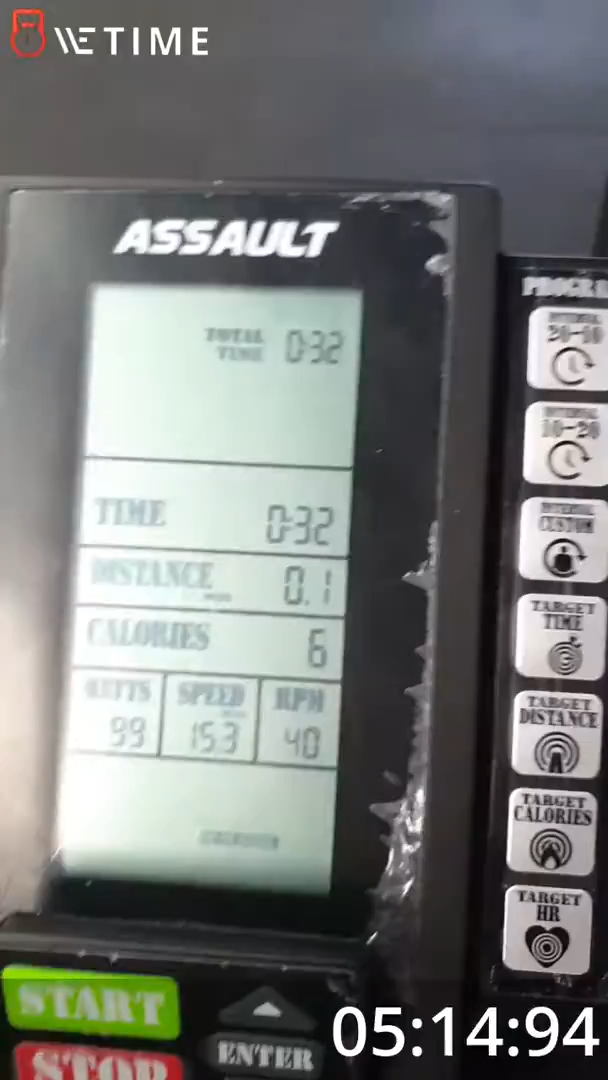 WETIME
ASSAULT
TOTAL TIME 0:32
TIME 0:32
DISTANCE 0.1
CALORIES 6
WATTS SPEED RPM
99 15.3 40
PROGRA
INTERVAL
20-10
INTERVAL
10-20
INTERVAL
CUSTOM
TARGET
TIME
TARGET
DISTANCE
TARGET
CALORIES
TARGET
HR
START
STOP
ENTER
05:14:94